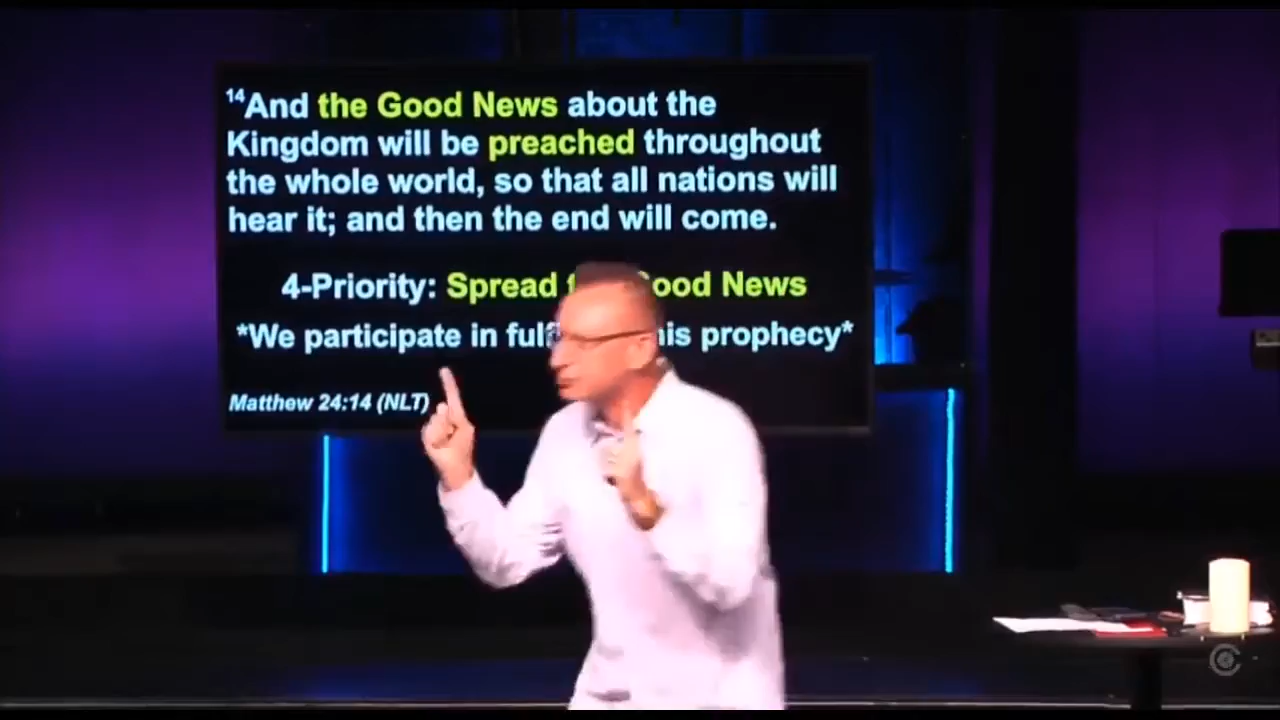 14And the Good News about the
Kingdom will be preached throughout
the whole world, so that all nations will
hear it; and then the end will come.
4-Priority: Spread Good News
*We participate in prophecy*
Matthew 24:14 (NLT)